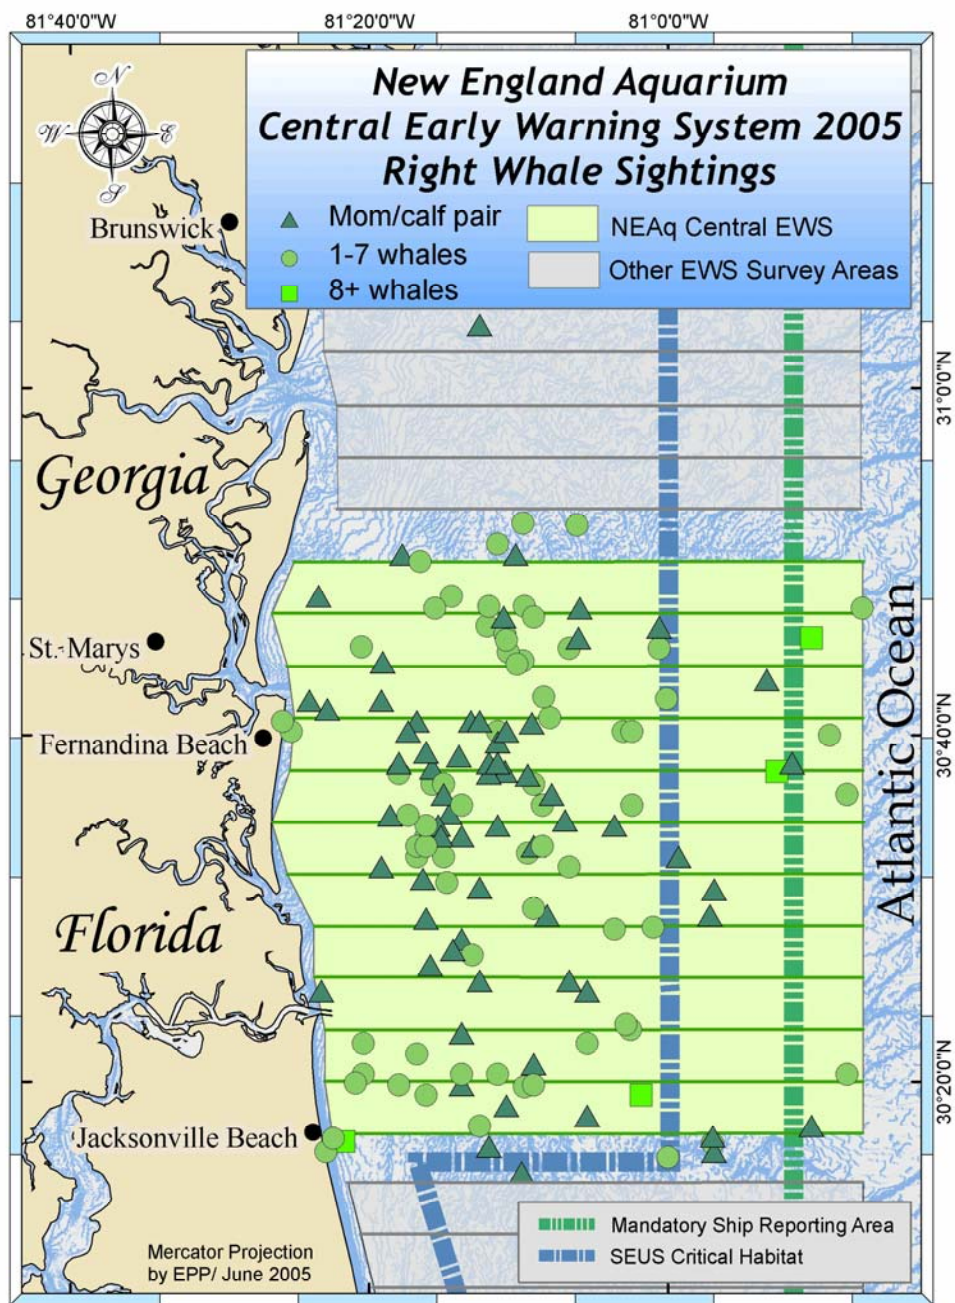 81°40'0"W 81°20'0"W 81°00'0"W
New England Aquarium
Central Early Warning System 2005
Right Whale Sightings
Mom/calf pair
1-7 whales
8+ whales
NEAq Central EWS
Other EWS Survey Areas
N
W E
S
Brunswick
31°0'0"N
Georgia
St. Marys
Fernandina Beach
30°40'0"N
Atlantic Ocean
Florida
30°20'0"N
Jacksonville Beach
Mandatory Ship Reporting Area
SEUS Critical Habitat
Mercator Projection
by EPP/ June 2005